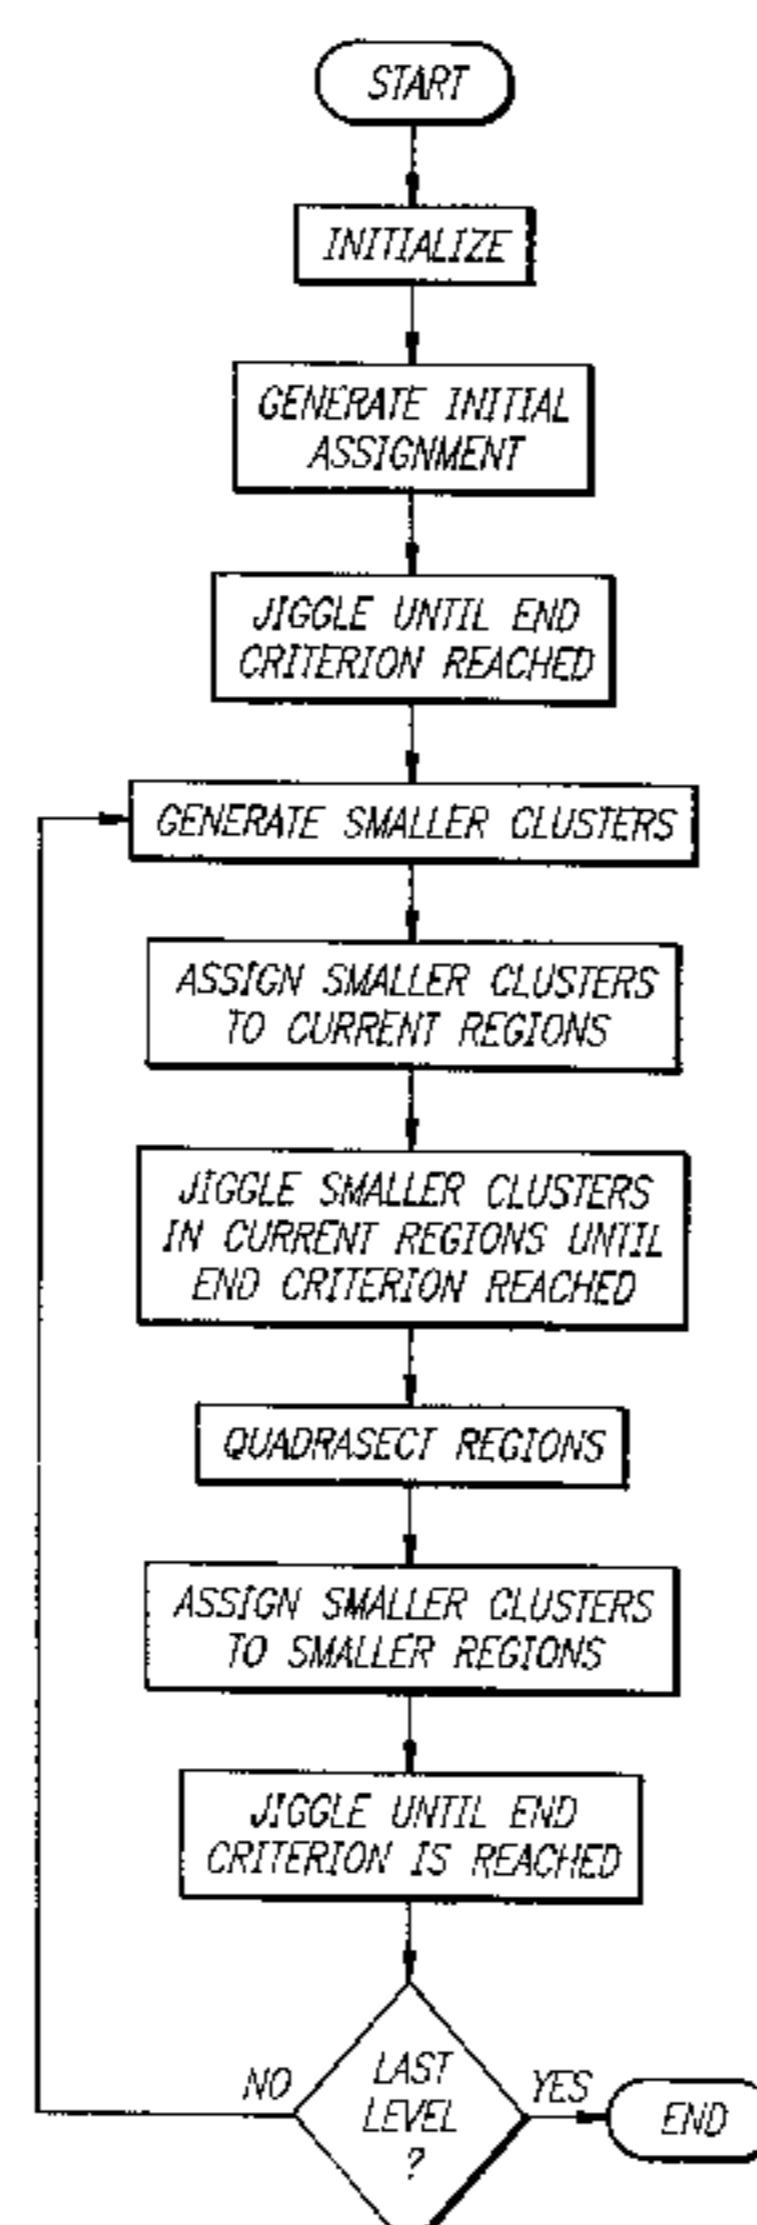 START
INITIALIZE
GENERATE INITIAL
ASSIGNMENT
JIGGLE UNTIL END
CRITERION REACHED
GENERATE SMALLER CLUSTERS
ASSIGN SMALLER CLUSTERS
TO CURRENT REGIONS
JIGGLE SMALLER CLUSTERS
IN CURRENT REGIONS UNTIL
END CRITERION REACHED
QUADRASECT REGIONS
ASSIGN SMALLER CLUSTERS
TO SMALLER REGIONS
JIGGLE UNTIL END
CRITERION IS REACHED
NO
LAST
LEVEL
?
YES
END